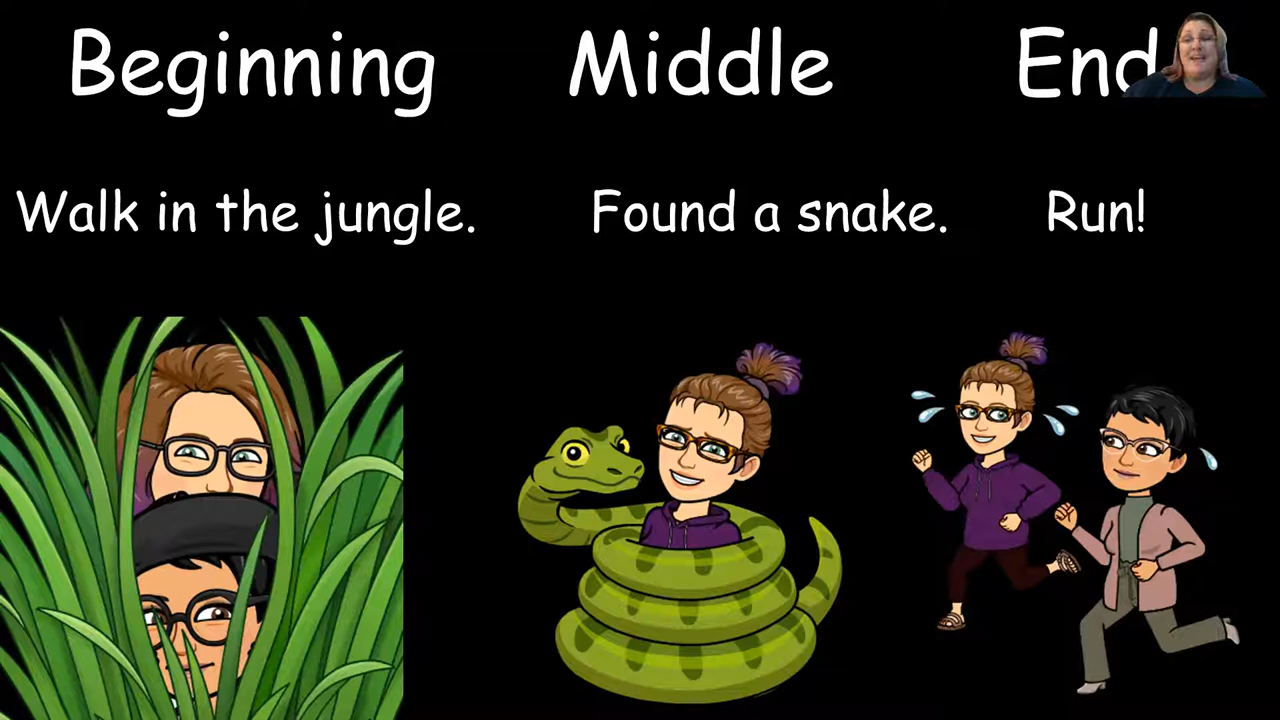 Beginning
Middle
End
Walk in the jungle.
Found a snake.
Run!